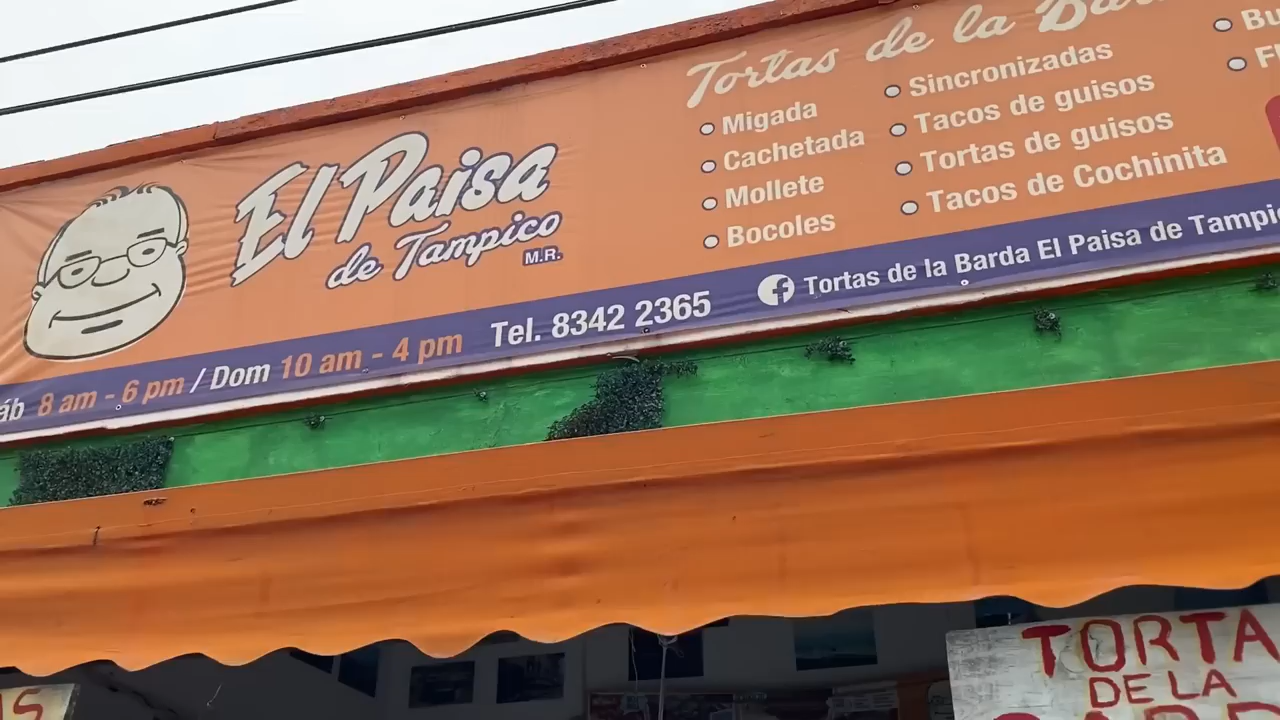 El Paisa
de Tampico
M.R.
Tortas de la
Migada
Cachetada
Mollete
Bocoles
Sincronizadas
Tacos de guisos
Tortas de guisos
Tacos de Cochinita
8 am - 6 pm / Dom 10 am - 4 pm Tel. 8342 2365 Tortas de la Barda El Paisa de
TORTA
DE LA